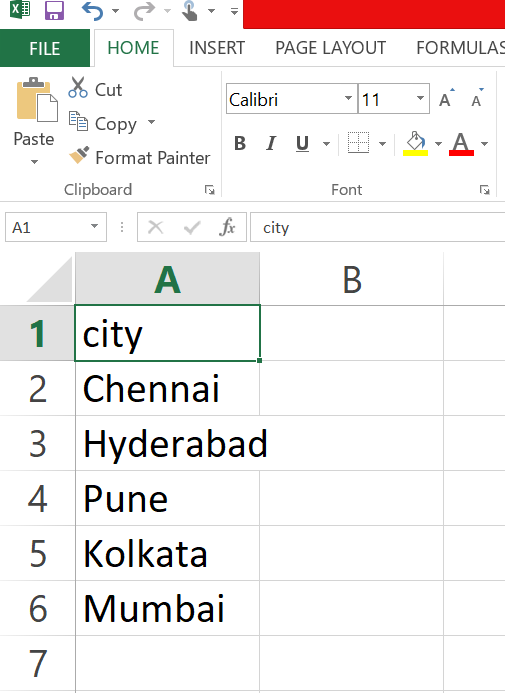 FILE HOME INSERT PAGE LAYOUT FORMULAS
Cut
Calibri 11 A A
Copy
Paste
B I U A
Format Painter
Clipboard Font
A1 fx city
A B
1 city
2 Chennai
3 Hyderabad
4 Pune
5 Kolkata
6 Mumbai
7